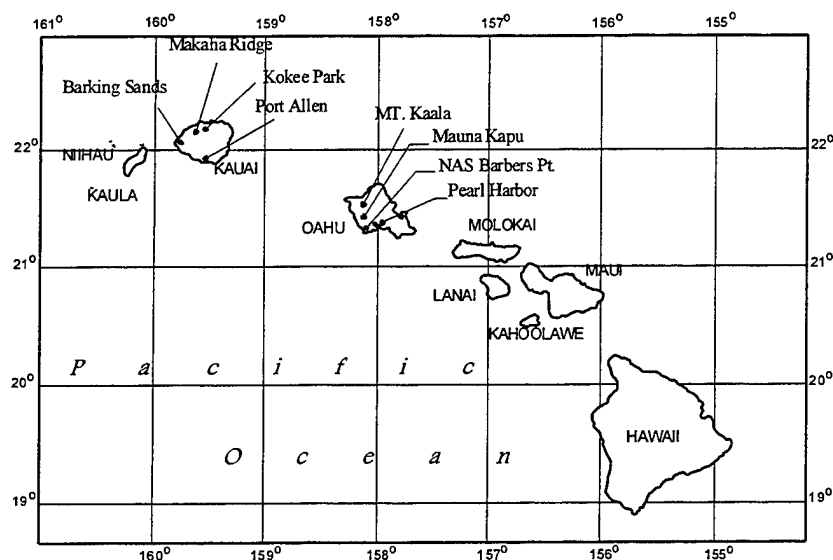 161° 160° 159° 158° 157° 156° 155°
Makaha Ridge
Kokee Park
Barking Sands
Port Allen
MT. Kaala
Mauna Kapu
NAS Barbers Pt.
Pearl Harbor
22° 22°
NIIHAU
KAUAI
KAULA
OAHU
MOLOKAI
21° 21°
MAUI
LANAI
KAHOOLAWE
P a c i f i c
20° 20°
HAWAII
O c e a n
19° 19°
160° 159° 158° 157° 156° 155°